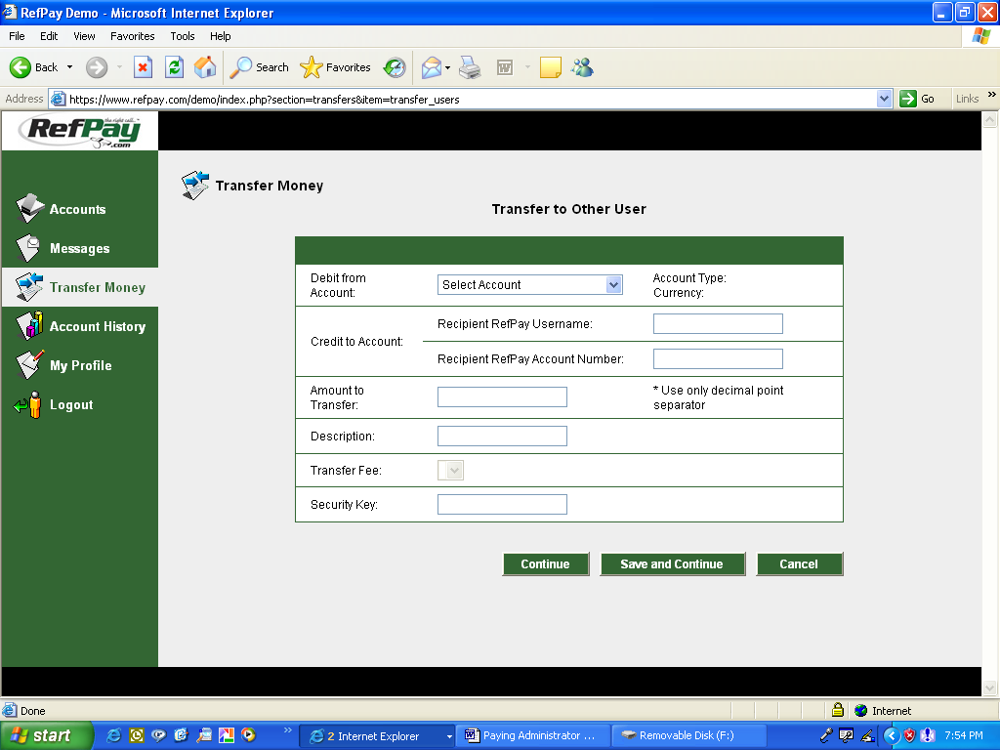 RefPay Demo - Microsoft Internet Explorer
File Edit View Favorites Tools Help
Back Search Favorites
Address https://www.refpay.com/demo/index.php?section=transfers&item=transfer_users Go Links »
the right call.™
RefPay
.com
Transfer Money
Transfer to Other User
Accounts
Messages
Transfer Money
Account History
My Profile
Logout
Debit from
Account:
Select Account
Account Type:
Currency:
Credit to Account:
Recipient RefPay Username:
Recipient RefPay Account Number:
Amount to
Transfer:
* Use only decimal point
separator
Description:
Transfer Fee:
Security Key:
Continue Save and Continue Cancel
Done Internet
start » 2 Internet Explorer Paying Administrator ... Removable Disk (F:) 7:54 PM